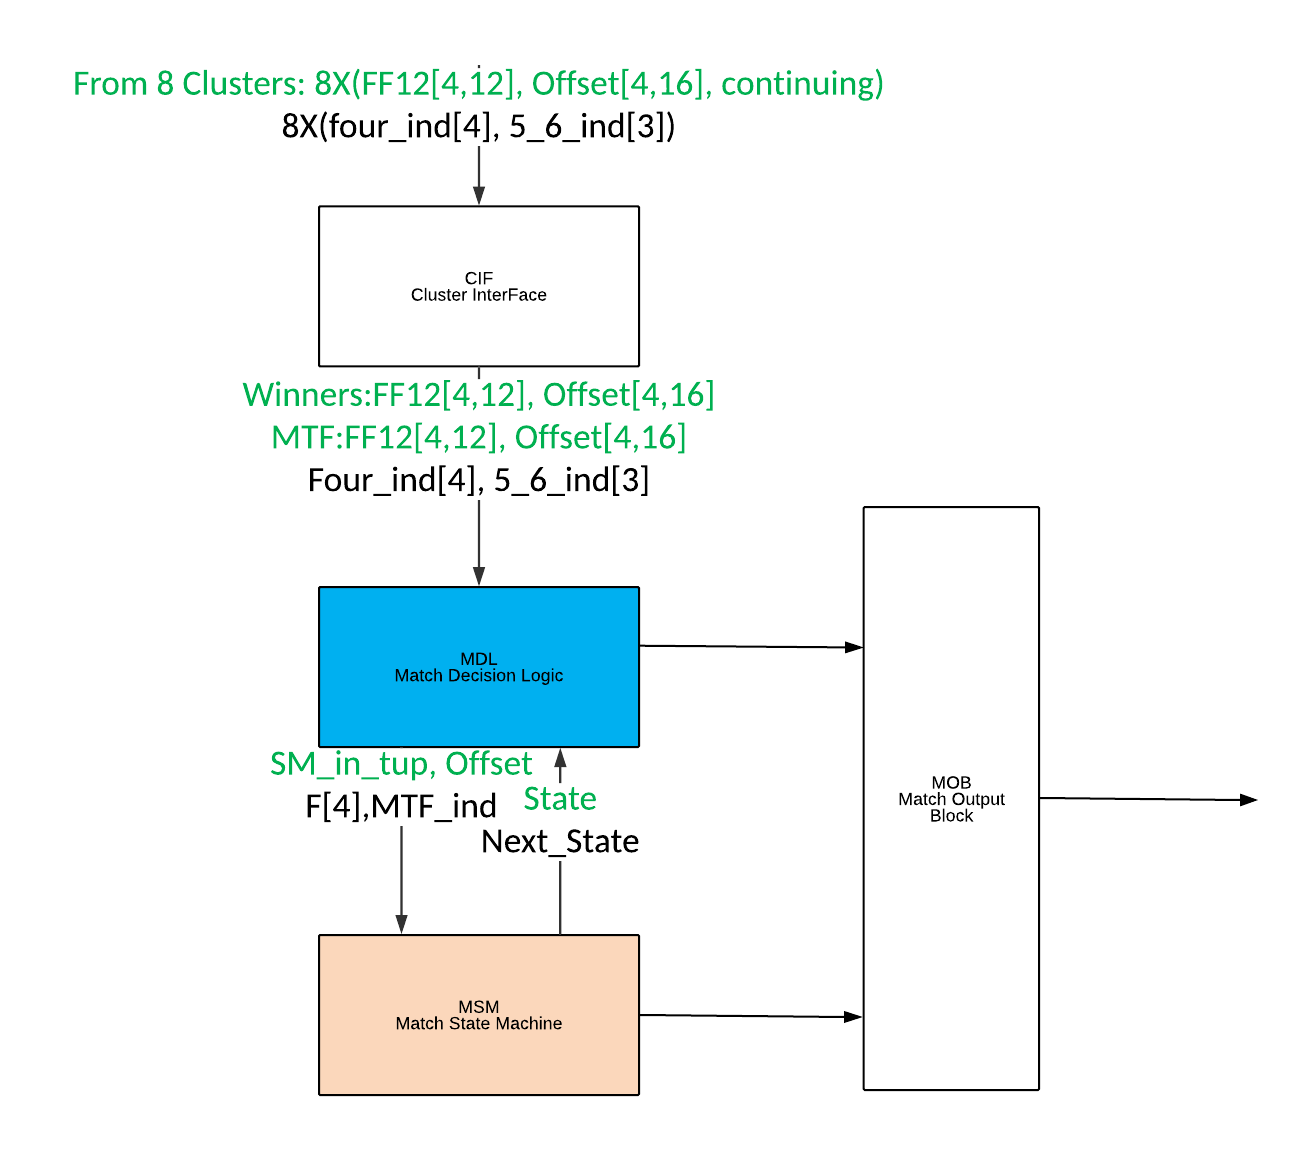 From 8 Clusters: 8X(FF12[4,12], Offset[4,16], continuing)
8X(four_ind[4], 5_6_ind[3])
CIF
Cluster InterFace
Winners:FF12[4,12], Offset[4,16]
MTF:FF12[4,12], Offset[4,16]
Four_ind[4], 5_6_ind[3]
MDL
Match Decision Logic
SM_in_tup, Offset
F[4],MTF_ind
State
Next_State
MOB
Match Output
Block
MSM
Match State Machine